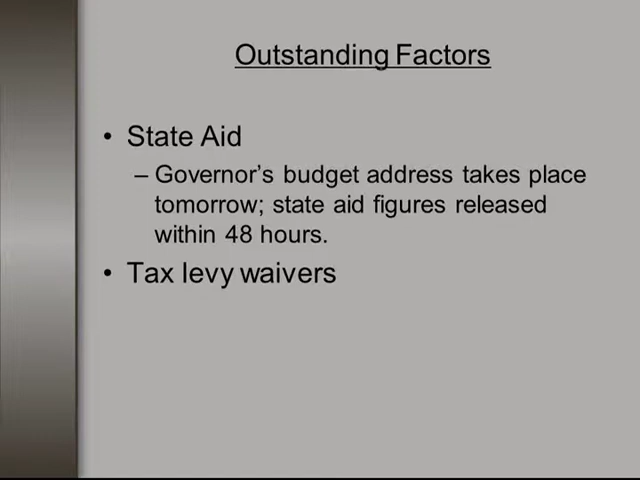 Outstanding Factors
• State Aid
– Governor’s budget address takes place
tomorrow; state aid figures released
within 48 hours.
• Tax levy waivers